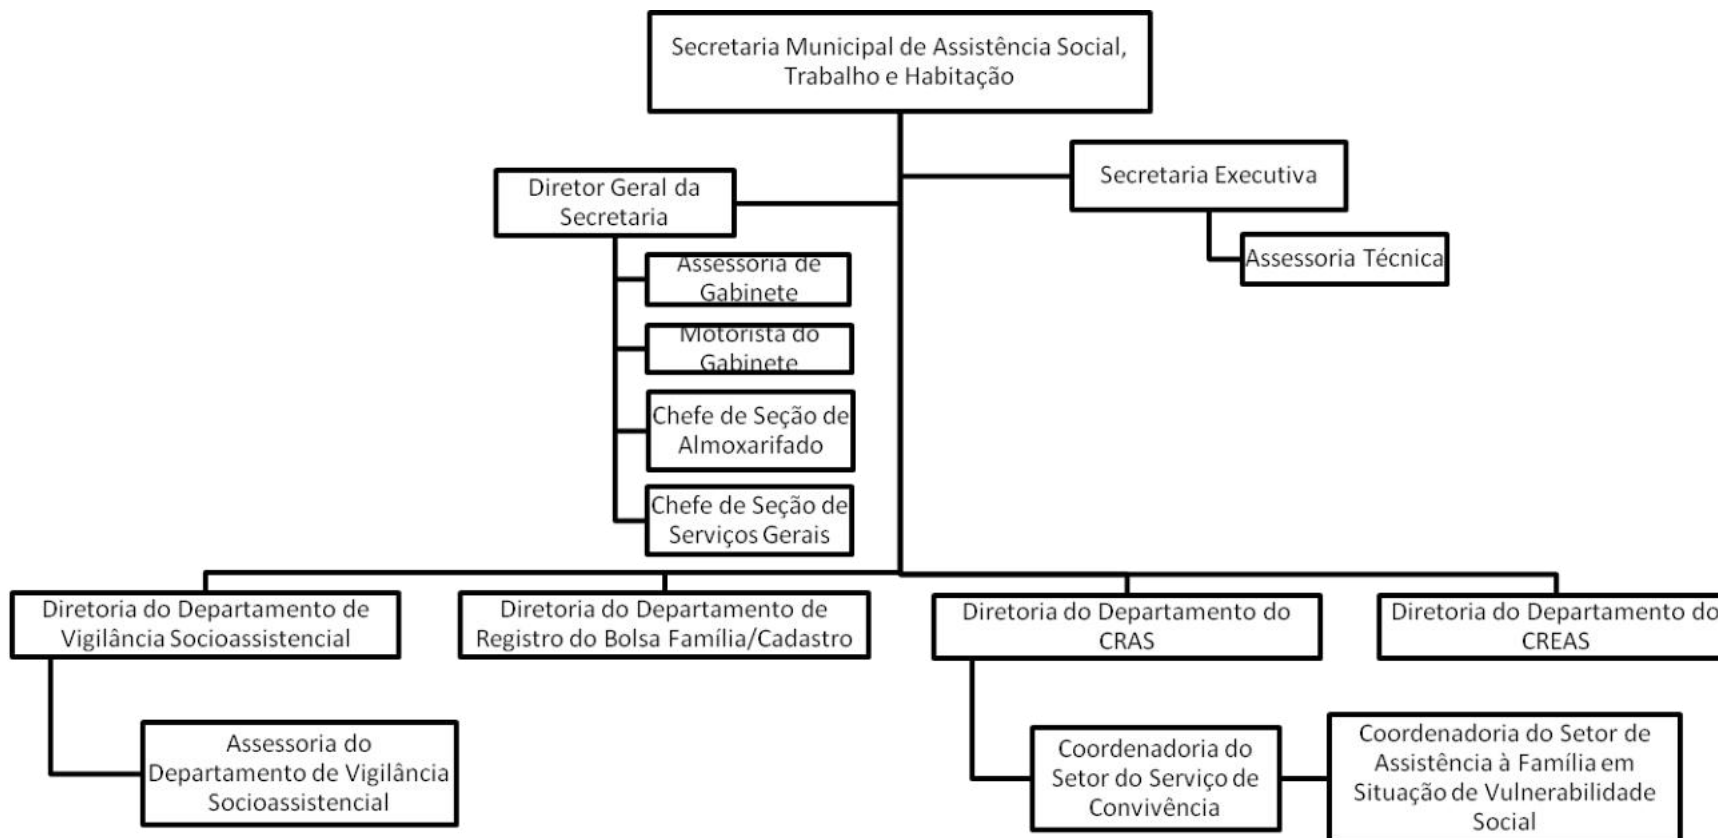 Secretaria Municipal de Assistência Social,
Trabalho e Habitação
Secretaria Executiva
Diretor Geral da
Secretaria
Assessoria Técnica
Assessoria de
Gabinete
Motorista do
Gabinete
Chefe de Seção de
Almoxarifado
Chefe de Seção de
Serviços Gerais
Diretoria do Departamento de
Vigilância Socioassistencial
Diretoria do Departamento de
Registro do Bolsa Família/Cadastro
Diretoria do Departamento do
CRAS
Diretoria do Departamento do
CREAS
Assessoria do
Departamento de Vigilância
Socioassistencial
Coordenadoria do
Setor do Serviço de
Convivência
Coordenadoria do Setor de
Assistência à Família em
Situação de Vulnerabilidade
Social